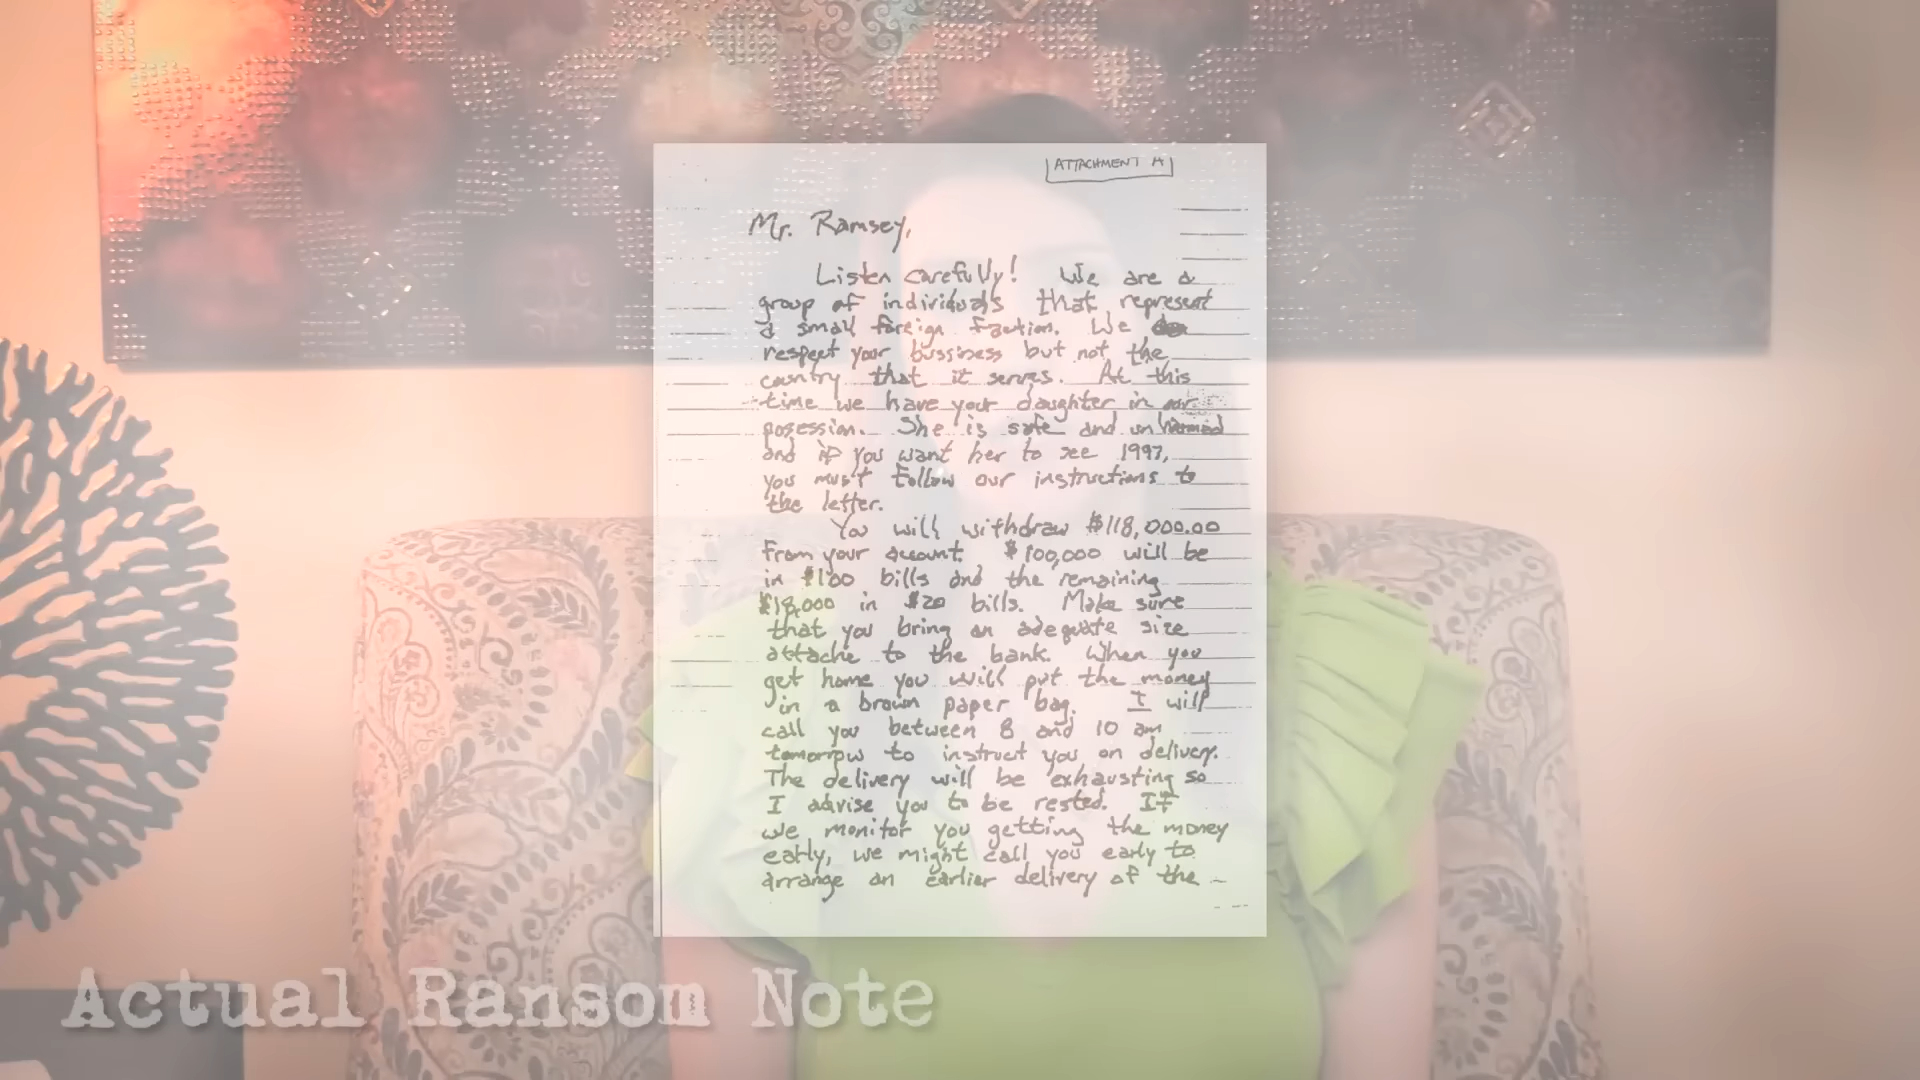 ATTACHMENT A
Mr. Ramsey,
Listen carefully! We are a
group of individuals that represent
a small foreign faction. We
respect your bussiness but not the
country that it serves. At this
time we have your daughter in our
posession. She is safe and unharmed
and if you want her to see 1997,
you must follow our instructions to
the letter.
You will withdraw $118,000.00
from your account. $100,000 will be
in $100 bills and the remaining
$18,000 in $20 bills. Make sure
that you bring an adequate size
attache to the bank. When you
get home you will put the money
in a brown paper bag. I will
call you between 8 and 10 am
tomorrow to instruct you on delivery.
The delivery will be exhausting so
I advise you to be rested. If
we monitor you getting the money
early, we might call you early to
arrange an earlier delivery of the
Actual Ransom Note